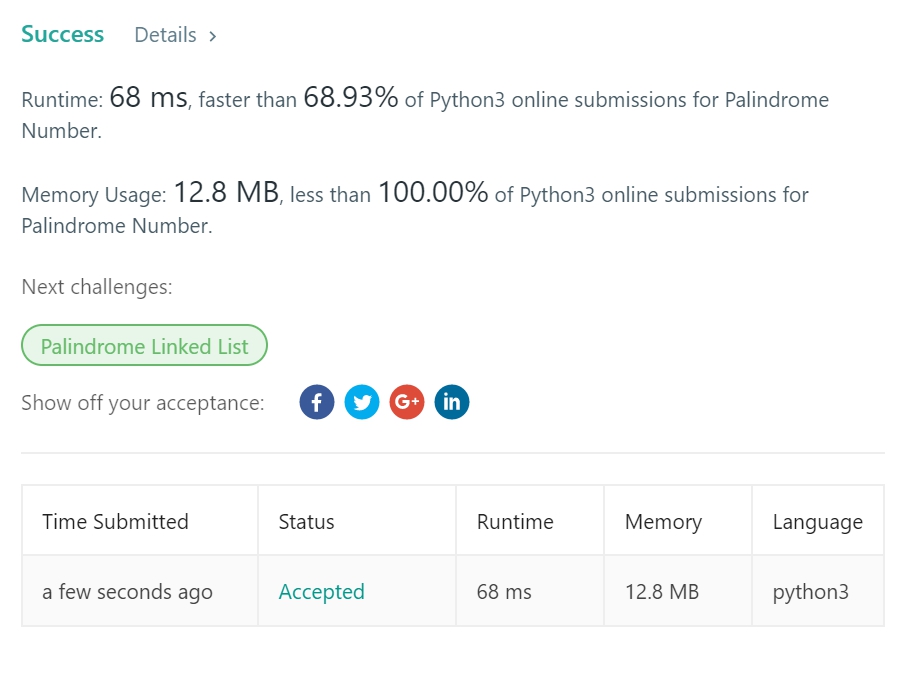 Success Details >
Runtime: 68 ms, faster than 68.93% of Python3 online submissions for Palindrome
Number.
Memory Usage: 12.8 MB, less than 100.00% of Python3 online submissions for
Palindrome Number.
Next challenges:
Palindrome Linked List
Show off your acceptance: f G+ in
Time Submitted Status Runtime Memory Language
a few seconds ago Accepted 68 ms 12.8 MB python3